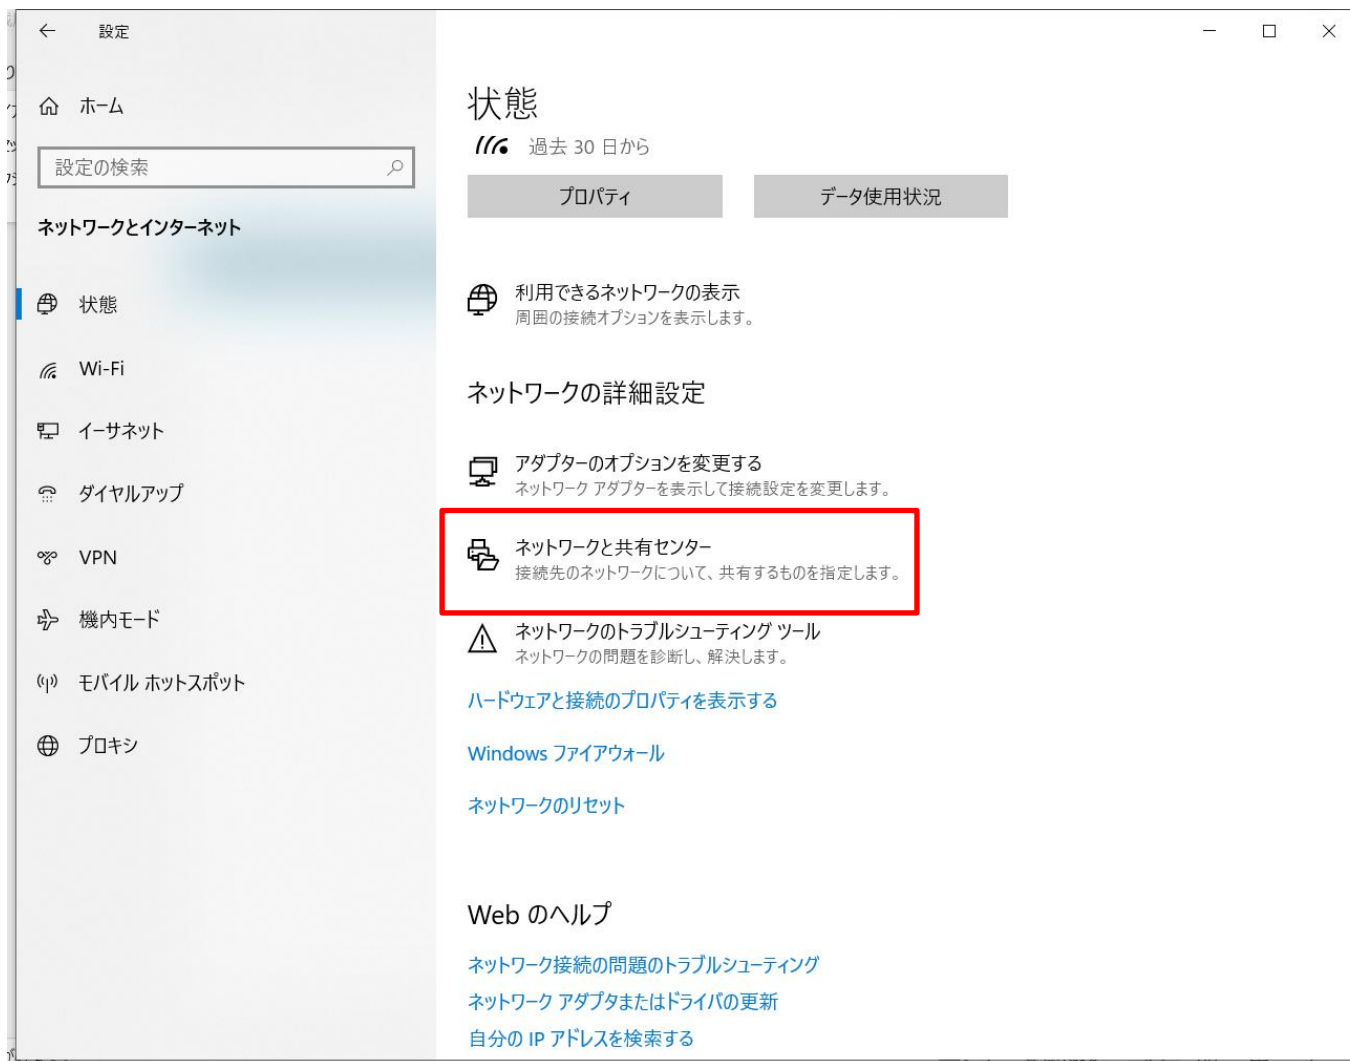 設定
ホーム
設定の検索
ネットワークとインターネット
状態
Wi-Fi
イーサネット
ダイヤルアップ
VPN
機内モード
モバイル ホットスポット
プロキシ
状態
過去 30 日から
プロパティ
データ使用状況
利用できるネットワークの表示
周囲の接続オプションを表示します。
ネットワークの詳細設定
アダプターのオプションを変更する
ネットワーク アダプターを表示して接続設定を変更します。
ネットワークと共有センター
接続先のネットワークについて、共有するものを指定します。
ネットワークのトラブルシューティング ツール
ネットワークの問題を診断し、解決します。
ハードウェアと接続のプロパティを表示する
Windows ファイアウォール
ネットワークのリセット
Web のヘルプ
ネットワーク接続の問題のトラブルシューティング
ネットワーク アダプタまたはドライバの更新
自分の IP アドレスを検索する